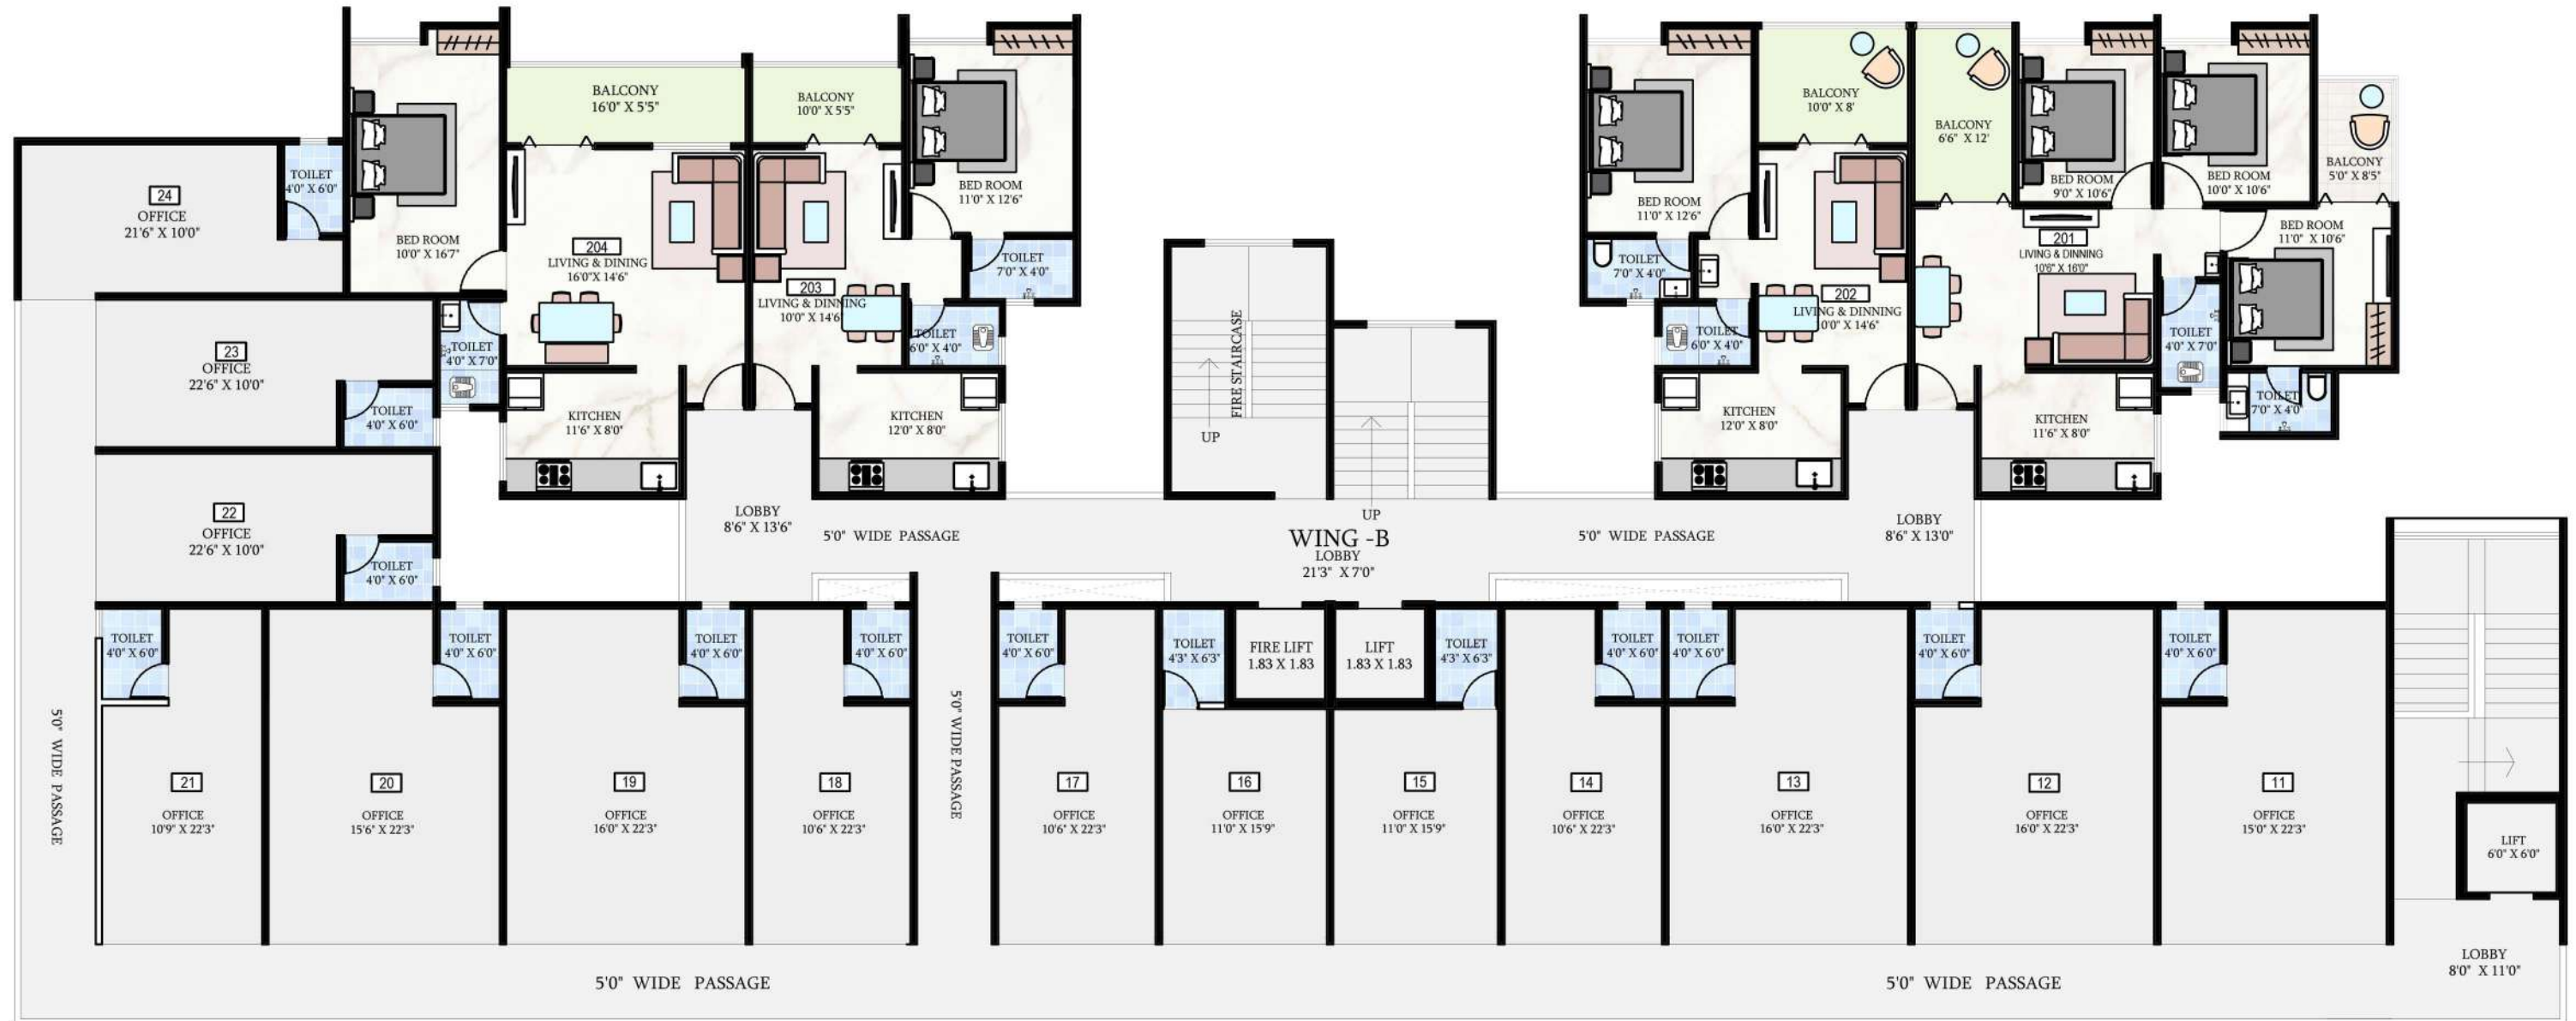 BALCONY
16'0" X 5'5"
BALCONY
10'0" X 5'5"
BED ROOM
11'0" X 12'6"
TOILET
4'0" X 6'0"
24
OFFICE
21'6" X 10'0"
BED ROOM
10'0" X 16'7"
204
LIVING & DINING
16'0"X 14'6"
203
LIVING & DINNING
10'0" X 14'6
TOILET
7'0" X 4'0"
TOILET
6'0" X 4'0"
23
OFFICE
22'6" X 10'0"
TOILET
4'0" X 7'0"
TOILET
4'0" X 6'0"
KITCHEN
11'6" X 8'0"
KITCHEN
12'0" X 8'0"
22
OFFICE
22'6" X 10'0"
TOILET
4'0" X 6'0"
LOBBY
8'6" X 13'6"
5'0" WIDE PASSAGE
FIRE STAIRCASE
UP
UP
WING -B
LOBBY
21'3" X 7'0"
BALCONY
10'0" X 8'
BALCONY
6'6" X 12'
BED ROOM
11'0" X 12'6"
BED ROOM
9'0" X 10'6"
BED ROOM
10'0" X 10'6"
BALCONY
5'0" X 8'5"
BED ROOM
11'0" X 10'6"
201
LIVING & DINNING
10'6" X 16'0"
TOILET
7'0" X 4'0"
202
LIVING & DINNING
0'0" X 14'6"
TOILET
6'0" X 4'0"
TOILET
4'0" X 7'0"
TOILET
7'0" X 4'0
KITCHEN
12'0" X 8'0"
KITCHEN
11'6" X 8'0"
5'0" WIDE PASSAGE
LOBBY
8'6" X 13'0"
TOILET
4'0" X 6'0"
TOILET
4'0" X 6'0"
TOILET
4'0" X 6'0"
TOILET
4'0" X 6'0"
TOILET
4'0" X 6'0"
TOILET
4'3" X 6'3"
FIRE LIFT
1.83 X 1.83
LIFT
1.83 X 1.83
TOILET
4'3" X 6'3"
TOILET
4'0" X 6'0"
TOILET
4'0" X 6'0"
TOILET
4'0" X 6'0"
TOILET
4'0" X 6'0"
5'0" WIDE PASSAGE
21
OFFICE
10'9" X 22'3"
20
OFFICE
15'6" X 22'3"
19
OFFICE
16'0" X 22'3"
18
OFFICE
10'6" X 22'3"
5'0" WIDE PASSAGE
17
OFFICE
10'6" X 22'3"
16
OFFICE
11'0" X 15'9"
15
OFFICE
11'0" X 15'9"
14
OFFICE
10'6" X 22'3"
13
OFFICE
16'0" X 22'3"
12
OFFICE
16'0" X 22'3"
11
OFFICE
15'0" X 22'3"
LIFT
6'0" X 6'0"
LOBBY
8'0" X 11'0"
5'0" WIDE PASSAGE
5'0" WIDE PASSAGE